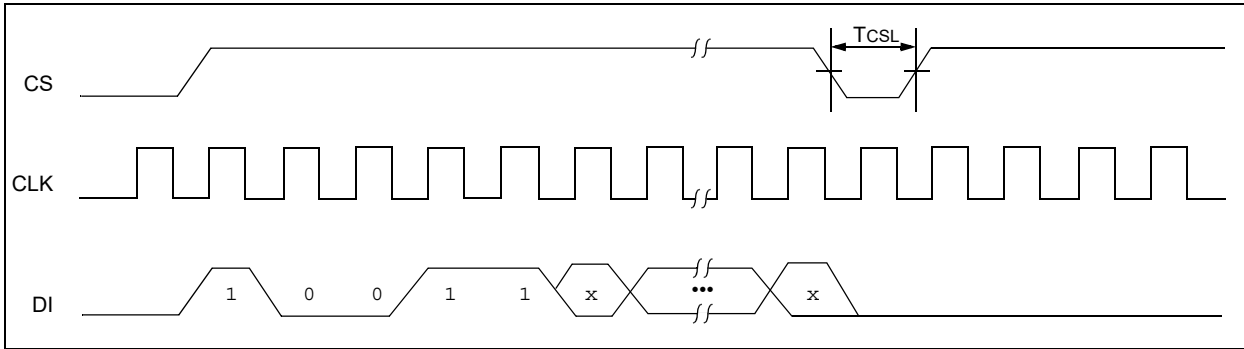 TCSL
CS
CLK
DI
1 0 0 1 1 x ••• x